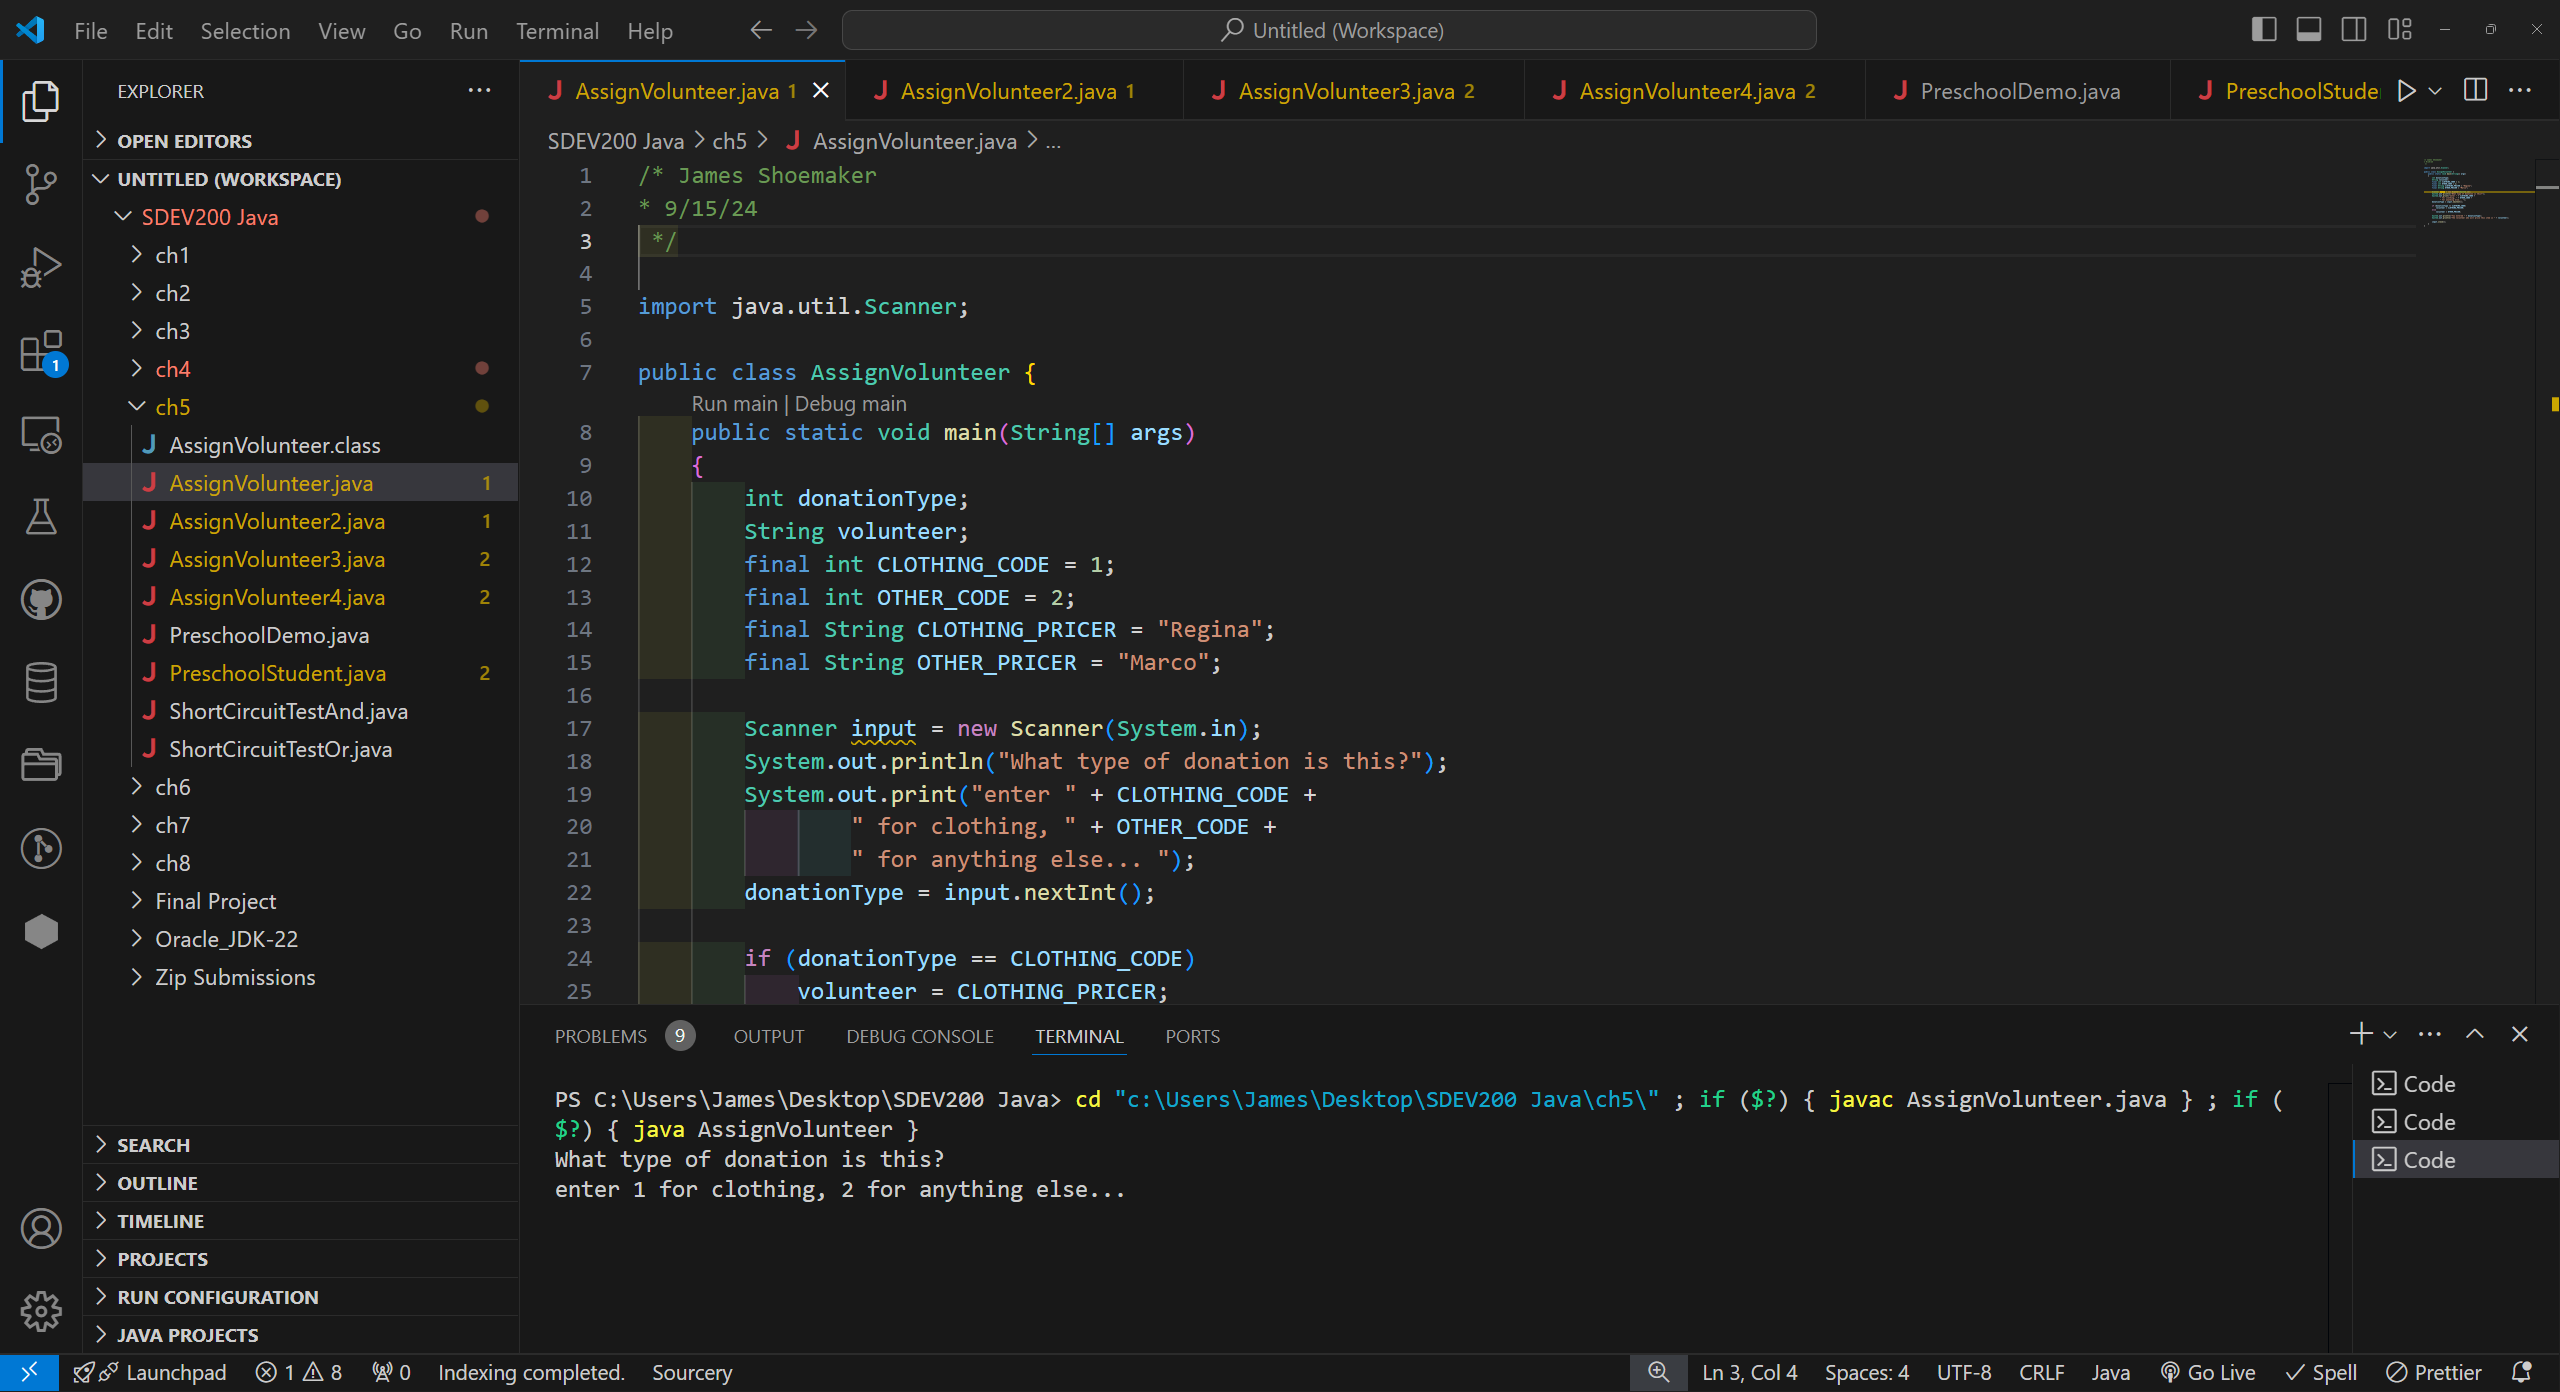 File Edit Selection View Go Run Terminal Help
Untitled (Workspace)
EXPLORER
OPEN EDITORS
UNTITLED (WORKSPACE)
SDEV200 Java
ch1
ch2
ch3
ch4
ch5
AssignVolunteer.class
AssignVolunteer.java 1
AssignVolunteer2.java 1
AssignVolunteer3.java 2
AssignVolunteer4.java 2
PreschoolDemo.java
PreschoolStudent.java 2
ShortCircuitTestAnd.java
ShortCircuitTestOr.java
ch6
ch7
ch8
Final Project
Oracle_JDK-22
Zip Submissions
SEARCH
OUTLINE
TIMELINE
PROJECTS
RUN CONFIGURATION
JAVA PROJECTS
1
AssignVolunteer.java 1 AssignVolunteer2.java 1 AssignVolunteer3.java 2 AssignVolunteer4.java 2 PreschoolDemo.java PreschoolStude
SDEV200 Java > ch5 > AssignVolunteer.java > ...
1 /* James Shoemaker
2 * 9/15/24
3 */
4
5 import java.util.Scanner;
6
7 public class AssignVolunteer {
Run main | Debug main
8 public static void main(String[] args)
9 {
10 int donationType;
11 String volunteer;
12 final int CLOTHING_CODE = 1;
13 final int OTHER_CODE = 2;
14 final String CLOTHING_PRICER = "Regina";
15 final String OTHER_PRICER = "Marco";
16
17 Scanner input = new Scanner(System.in);
18 System.out.println("What type of donation is this?");
19 System.out.print("enter " + CLOTHING_CODE +
20 " for clothing, " + OTHER_CODE +
21 " for anything else... ");
22 donationType = input.nextInt();
23
24 if (donationType == CLOTHING_CODE)
25 volunteer = CLOTHING_PRICER;
PROBLEMS 9 OUTPUT DEBUG CONSOLE TERMINAL PORTS
PS C:\Users\James\Desktop\SDEV200 Java> cd "c:\Users\James\Desktop\SDEV200 Java\ch5\" ; if ($?) { javac AssignVolunteer.java } ; if (
$?) { java AssignVolunteer }
What type of donation is this?
enter 1 for clothing, 2 for anything else...
Code
Code
Code
Launchpad 1 8 0 Indexing completed. Sourcery Ln 3, Col 4 Spaces: 4 UTF-8 CRLF Java Go Live Spell Prettier